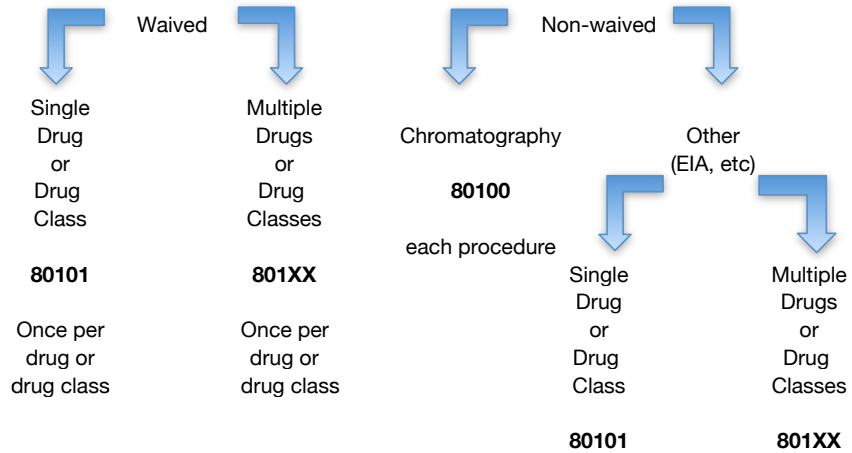 Waived
Non-waived
Single
Drug
or
Drug
Class
80101
Once per
drug or
drug class
Multiple
Drugs
or
Drug
Classes
801XX
Once per
drug or
drug class
Chromatography
80100
each procedure
Other
(EIA, etc)
Single
Drug
or
Drug
Class
80101
Multiple
Drugs
or
Drug
Classes
801XX